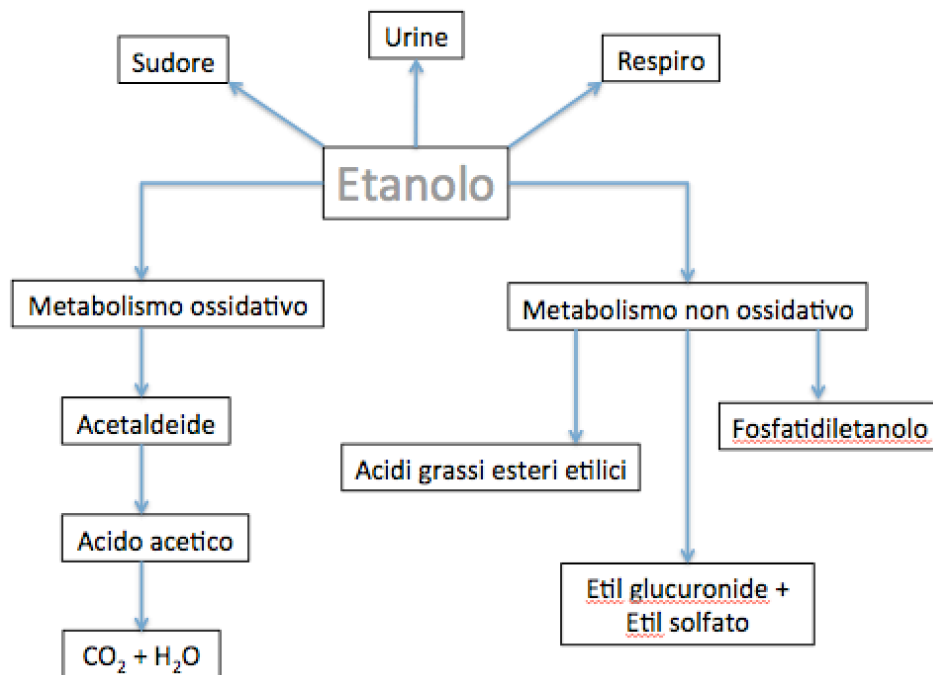 Urine
Sudore
Respiro
Etanolo
Metabolismo ossidativo
Metabolismo non ossidativo
Acetaldeide
Fosfatidiletanolo
Acidi grassi esteri etilici
Acido acetico
Etil glucuronide +
Etil solfato
CO₂ + H₂O